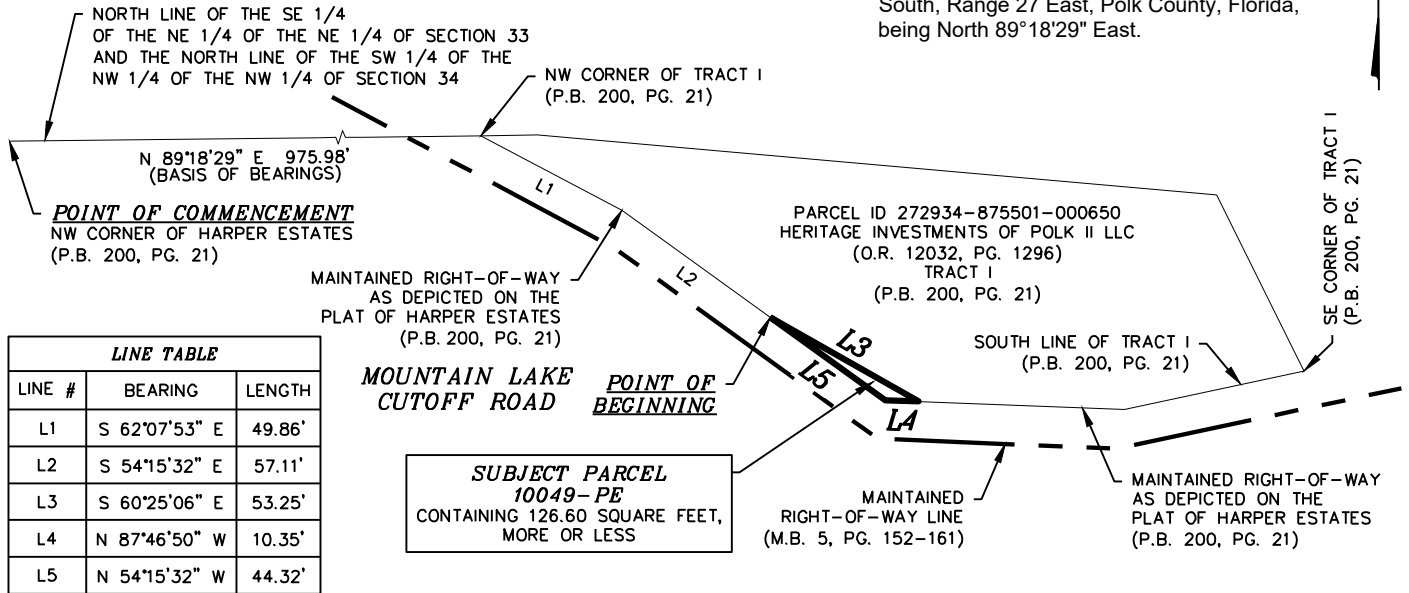 South, Range 27 East, Polk County, Florida,
being North 89°18'29" East.
NORTH LINE OF THE SE 1/4
OF THE NE 1/4 OF THE NE 1/4 OF SECTION 33
AND THE NORTH LINE OF THE SW 1/4 OF THE
NW 1/4 OF THE NW 1/4 OF SECTION 34
NW CORNER OF TRACT I
(P.B. 200, PG. 21)
N 89°18'29" E 975.98'
(BASIS OF BEARINGS)
POINT OF COMMENCEMENT
NW CORNER OF HARPER ESTATES
(P.B. 200, PG. 21)
L1
L2
MAINTAINED RIGHT-OF-WAY
AS DEPICTED ON THE
PLAT OF HARPER ESTATES
(P.B. 200, PG. 21)
PARCEL ID 272934-875501-000650
HERITAGE INVESTMENTS OF POLK II LLC
(O.R. 12032, PG. 1296)
TRACT I
(P.B. 200, PG. 21)
SE CORNER OF TRACT I
(P.B. 200, PG. 21)
SOUTH LINE OF TRACT I
(P.B. 200, PG. 21)
L3
L5
L4
MOUNTAIN LAKE
CUTOFF ROAD
POINT OF
BEGINNING
LINE TABLE
LINE # BEARING LENGTH
L1 S 62°07'53" E 49.86'
L2 S 54°15'32" E 57.11'
L3 S 60°25'06" E 53.25'
L4 N 87°46'50" W 10.35'
L5 N 54°15'32" W 44.32'
SUBJECT PARCEL
10049-PE
CONTAINING 126.60 SQUARE FEET,
MORE OR LESS
MAINTAINED
RIGHT-OF-WAY LINE
(M.B. 5, PG. 152-161)
MAINTAINED RIGHT-OF-WAY
AS DEPICTED ON THE
PLAT OF HARPER ESTATES
(P.B. 200, PG. 21)